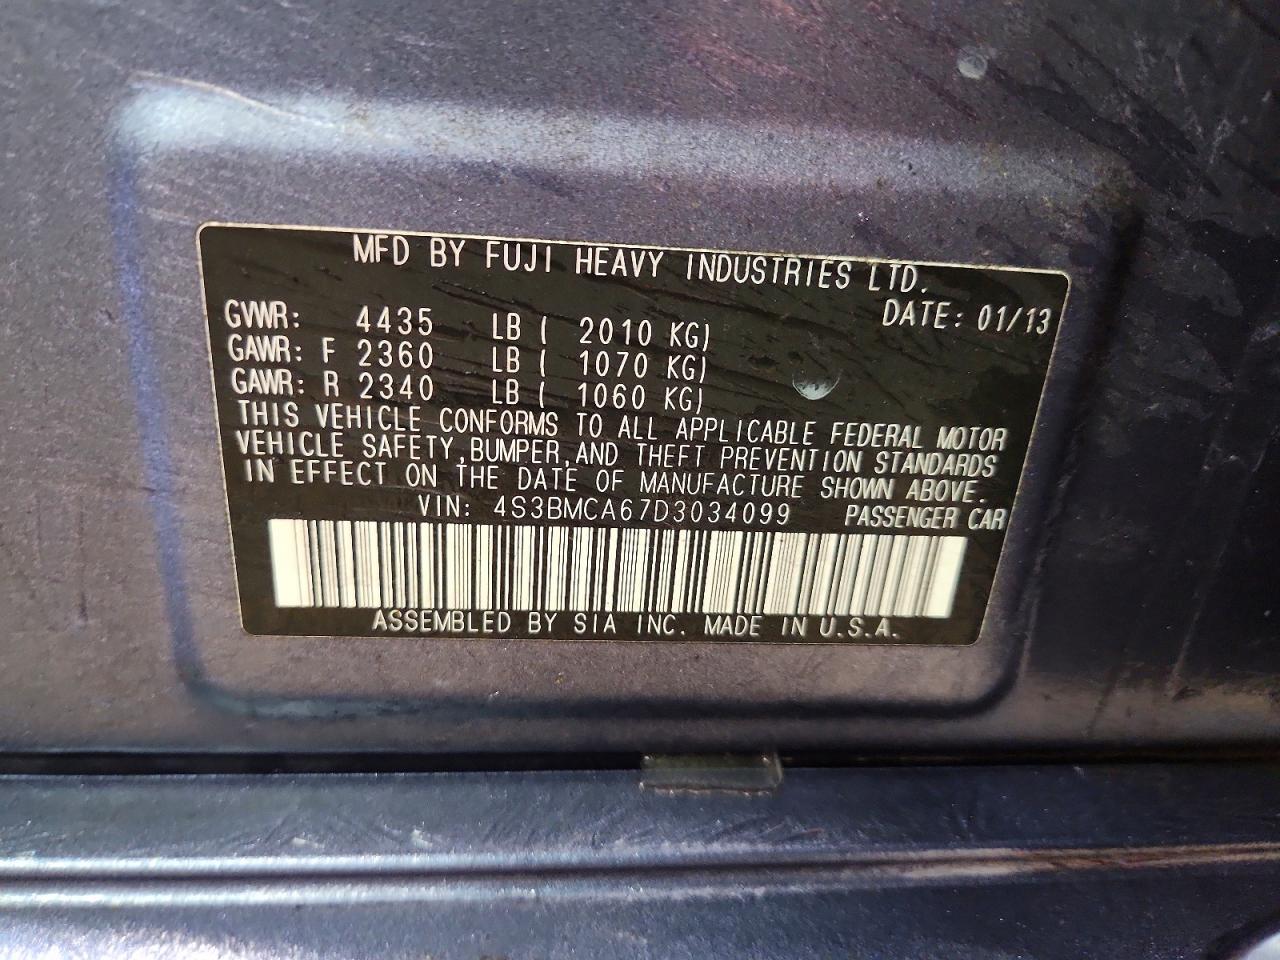 MFD BY FUJI HEAVY INDUSTRIES LTD.
DATE: 01/13
GVWR: 4435 LB ( 2010 KG)
GAWR: F 2360 LB ( 1070 KG)
GAWR: R 2340 LB ( 1060 KG)
THIS VEHICLE CONFORMS TO ALL APPLICABLE FEDERAL MOTOR
VEHICLE SAFETY, BUMPER, AND THEFT PREVENTION STANDARDS
IN EFFECT ON THE DATE OF MANUFACTURE SHOWN ABOVE.
VIN: 4S3BMCA67D3034099 PASSENGER CAR
ASSEMBLED BY SIA INC. MADE IN U.S.A.